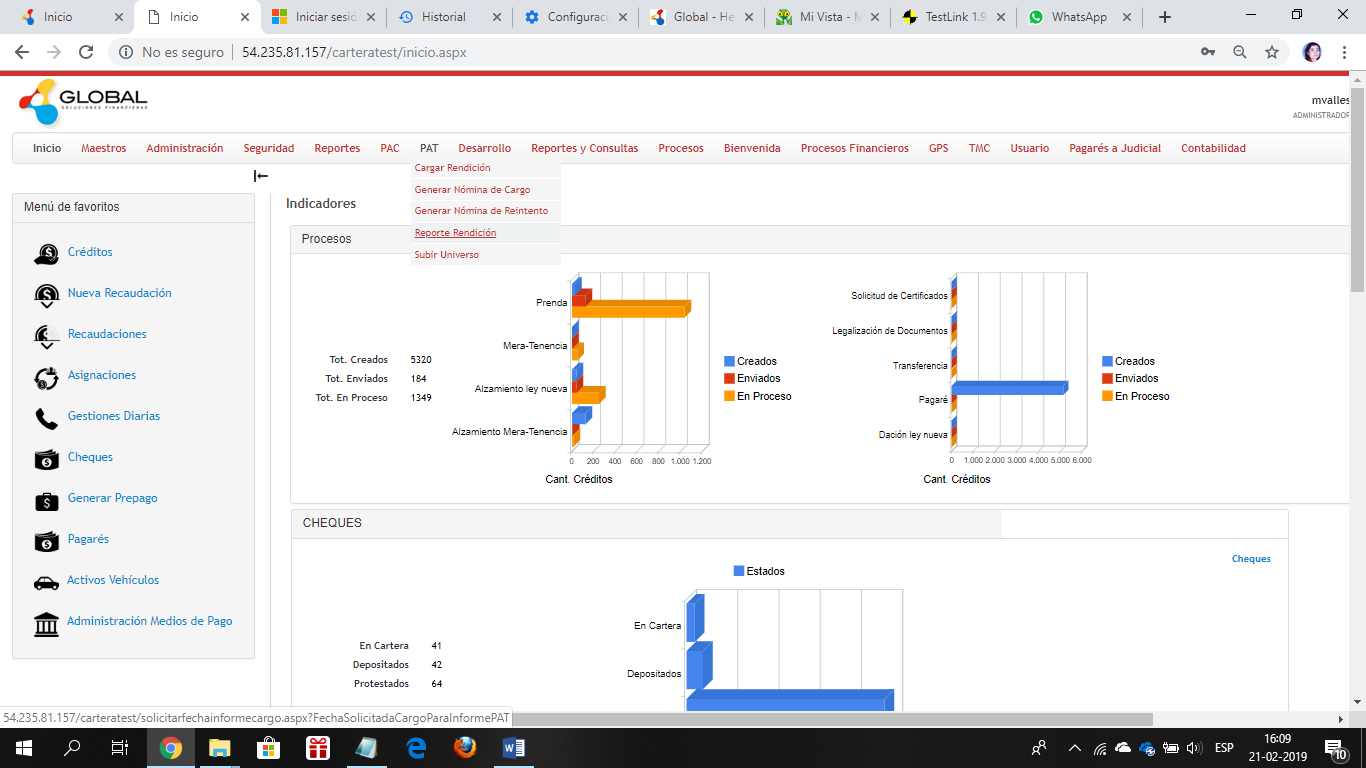 Inicio
Inicio
Iniciar sesió
Historial
Configuraci
Global - He
Mi Vista - M
TestLink 1.9
WhatsApp
No es seguro
54.235.81.157/carteratest/inicio.aspx
GLOBAL
SOLUCIONES FINANCIERAS
mvalles
ADMINISTRADOR
Inicio Maestros Administración Seguridad Reportes PAC PAT Desarrollo Reportes y Consultas Procesos Bienvenida Procesos Financieros GPS TMC Usuario Pagarés a Judicial Contabilidad
Cargar Rendición
Generar Nómina de Cargo
Generar Nómina de Reintento
Reporte Rendición
Subir Universo
Menú de favoritos
Créditos
Nueva Recaudación
Recaudaciones
Asignaciones
Gestiones Diarias
Cheques
Generar Prepago
Pagarés
Activos Vehículos
Administración Medios de Pago
Indicadores
Procesos
Tot. Creados 5320
Tot. Enviados 184
Tot. En Proceso 1349
Prenda
Mera-Tenencia
Alzamiento ley nueva
Alzamiento Mera-Tenencia
0 200 400 600 800 1.000 1.200
Cant. Créditos
Creados
Enviados
En Proceso
Solicitud de Certificados
Legalización de Documentos
Transferencia
Pagaré
Dación ley nueva
0 1.000 2.000 3.000 4.000 5.000 6.000
Cant. Créditos
Creados
Enviados
En Proceso
CHEQUES
Cheques
Estados
En Cartera 41
Depositados 42
Protestados 64
En Cartera
Depositados
54.235.81.157/carteratest/solicitarfechainformecargo.aspx?FechaSolicitadaCargoParaInformePAT
ESP
16:09
21-02-2019
10